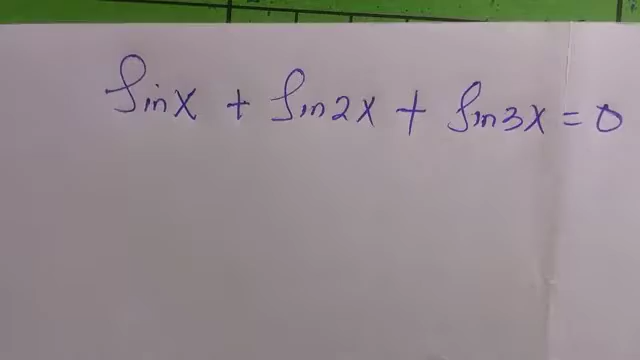 Sinx + Sin2x + Sin3x = 0